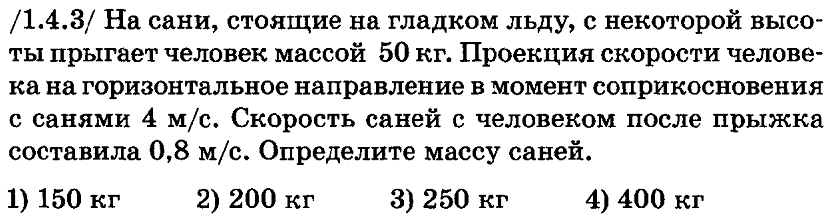 /1.4.3/ На сани, стоящие на гладком льду, с некоторой высо-
ты прыгает человек массой 50 кг. Проекция скорости челове-
ка на горизонтальное направление в момент соприкосновения
с санями 4 м/с. Скорость саней с человеком после прыжка
составила 0,8 м/с. Определите массу саней.
1) 150 кг 2) 200 кг 3) 250 кг 4) 400 кг